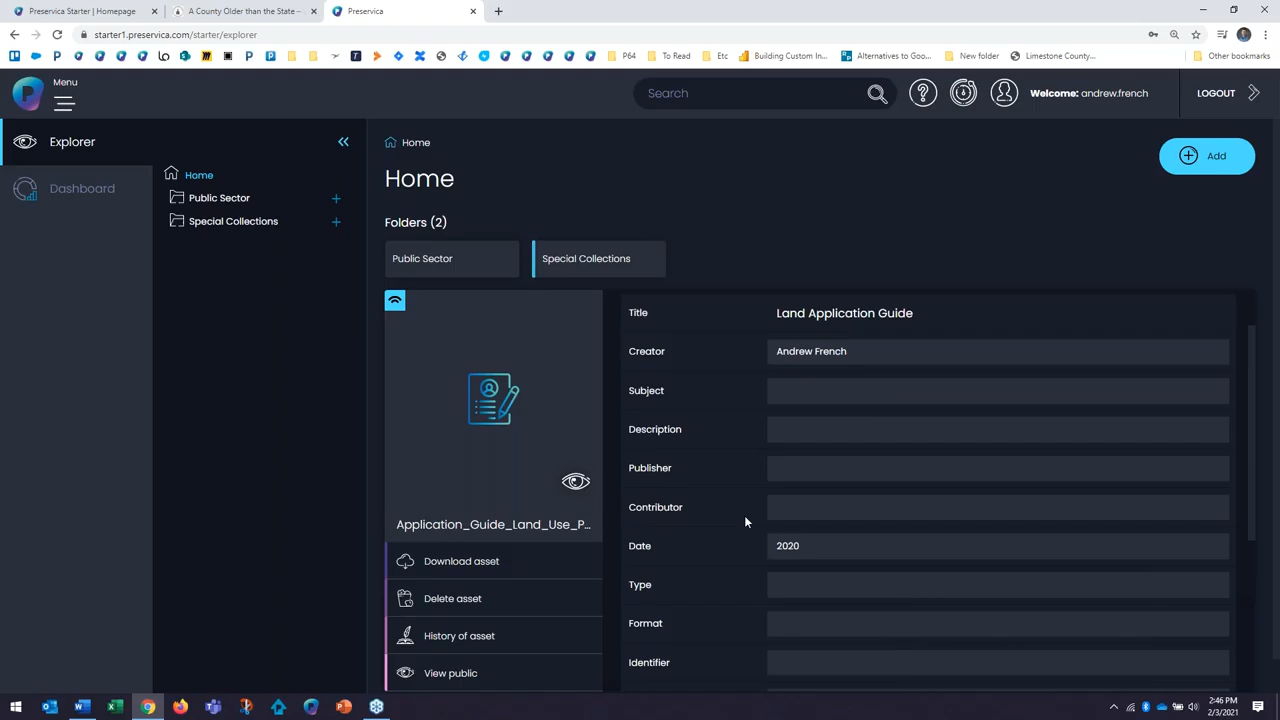 Preservica Starter | Homepage
A County Older than the State –
Preservica
starter1.preservica.com/starter/explorer
P64
To Read
Etc
Building Custom In...
Alternatives to Goo...
New folder
Limestone County...
Other bookmarks
Menu
Search
Welcome: andrew.french
LOGOUT
Explorer
Dashboard
Home
Public Sector
Special Collections
Home
Add
Home
Folders (2)
Public Sector
Special Collections
Application_Guide_Land_Use_P...
Download asset
Delete asset
History of asset
View public
Title
Land Application Guide
Creator
Andrew French
Subject
Description
Publisher
Contributor
Date
2020
Type
Format
Identifier
2:46 PM
2/3/2021